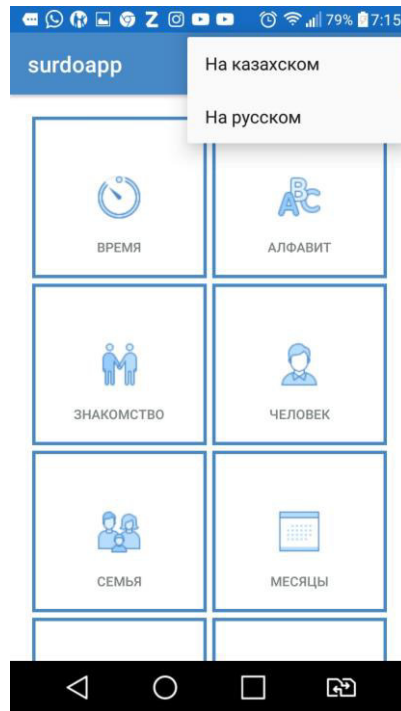 79% 7:15
surdoapp
На казахском
На русском
ВРЕМЯ
АЛФАВИТ
ЗНАКОМСТВО
ЧЕЛОВЕК
СЕМЬЯ
МЕСЯЦЫ